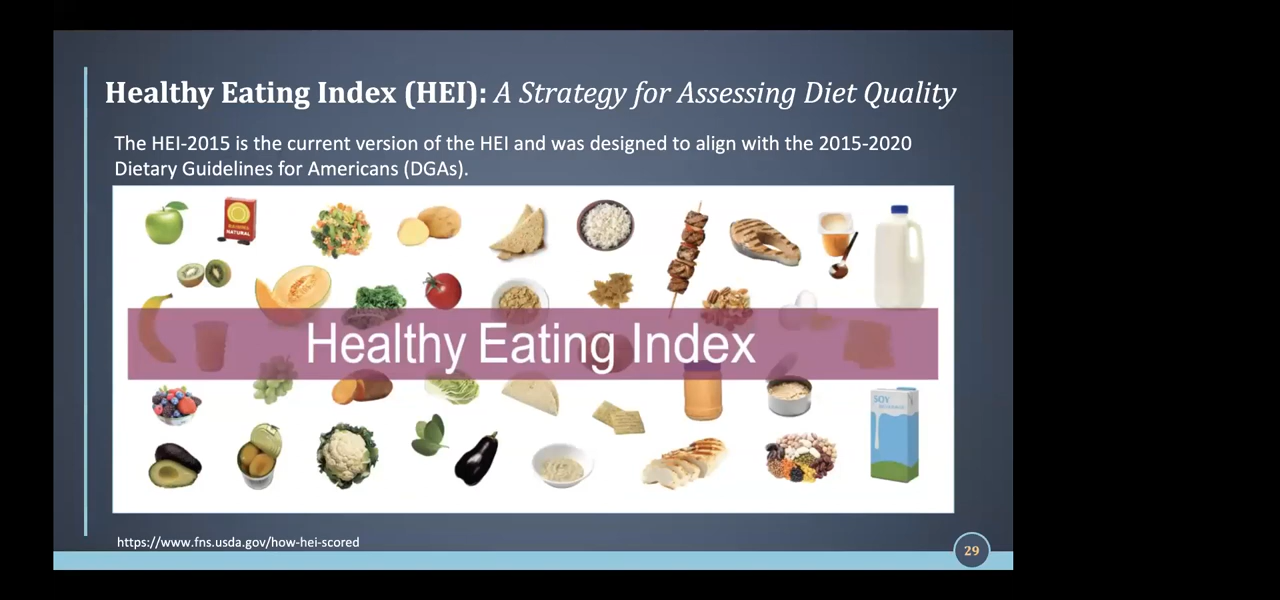 Healthy Eating Index (HEI): A Strategy for Assessing Diet Quality
The HEI-2015 is the current version of the HEI and was designed to align with the 2015-2020
Dietary Guidelines for Americans (DGAs).
NATURAL
Healthy Eating Index
SOY
https://www.fns.usda.gov/how-hei-scored
29